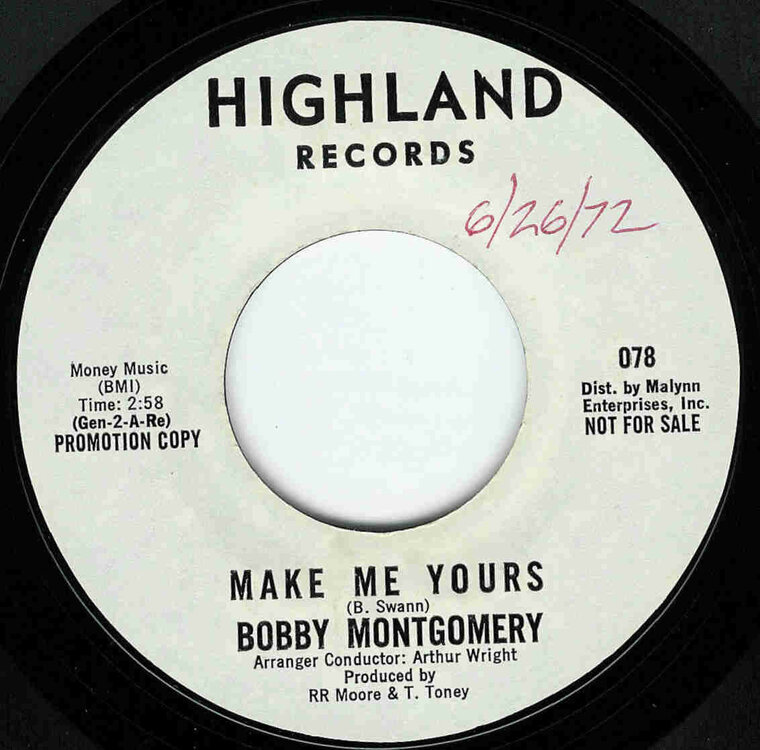 HIGHLAND
RECORDS
6/26/72
Money Music
(BMI)
Time: 2:58
(Gen-2-A-Re)
PROMOTION COPY
078
Dist. by Malynn
Enterprises, Inc.
NOT FOR SALE
MAKE ME YOURS
(B. Swann)
BOBBY MONTGOMERY
Arranger Conductor: Arthur Wright
Produced by
RR Moore & T. Toney